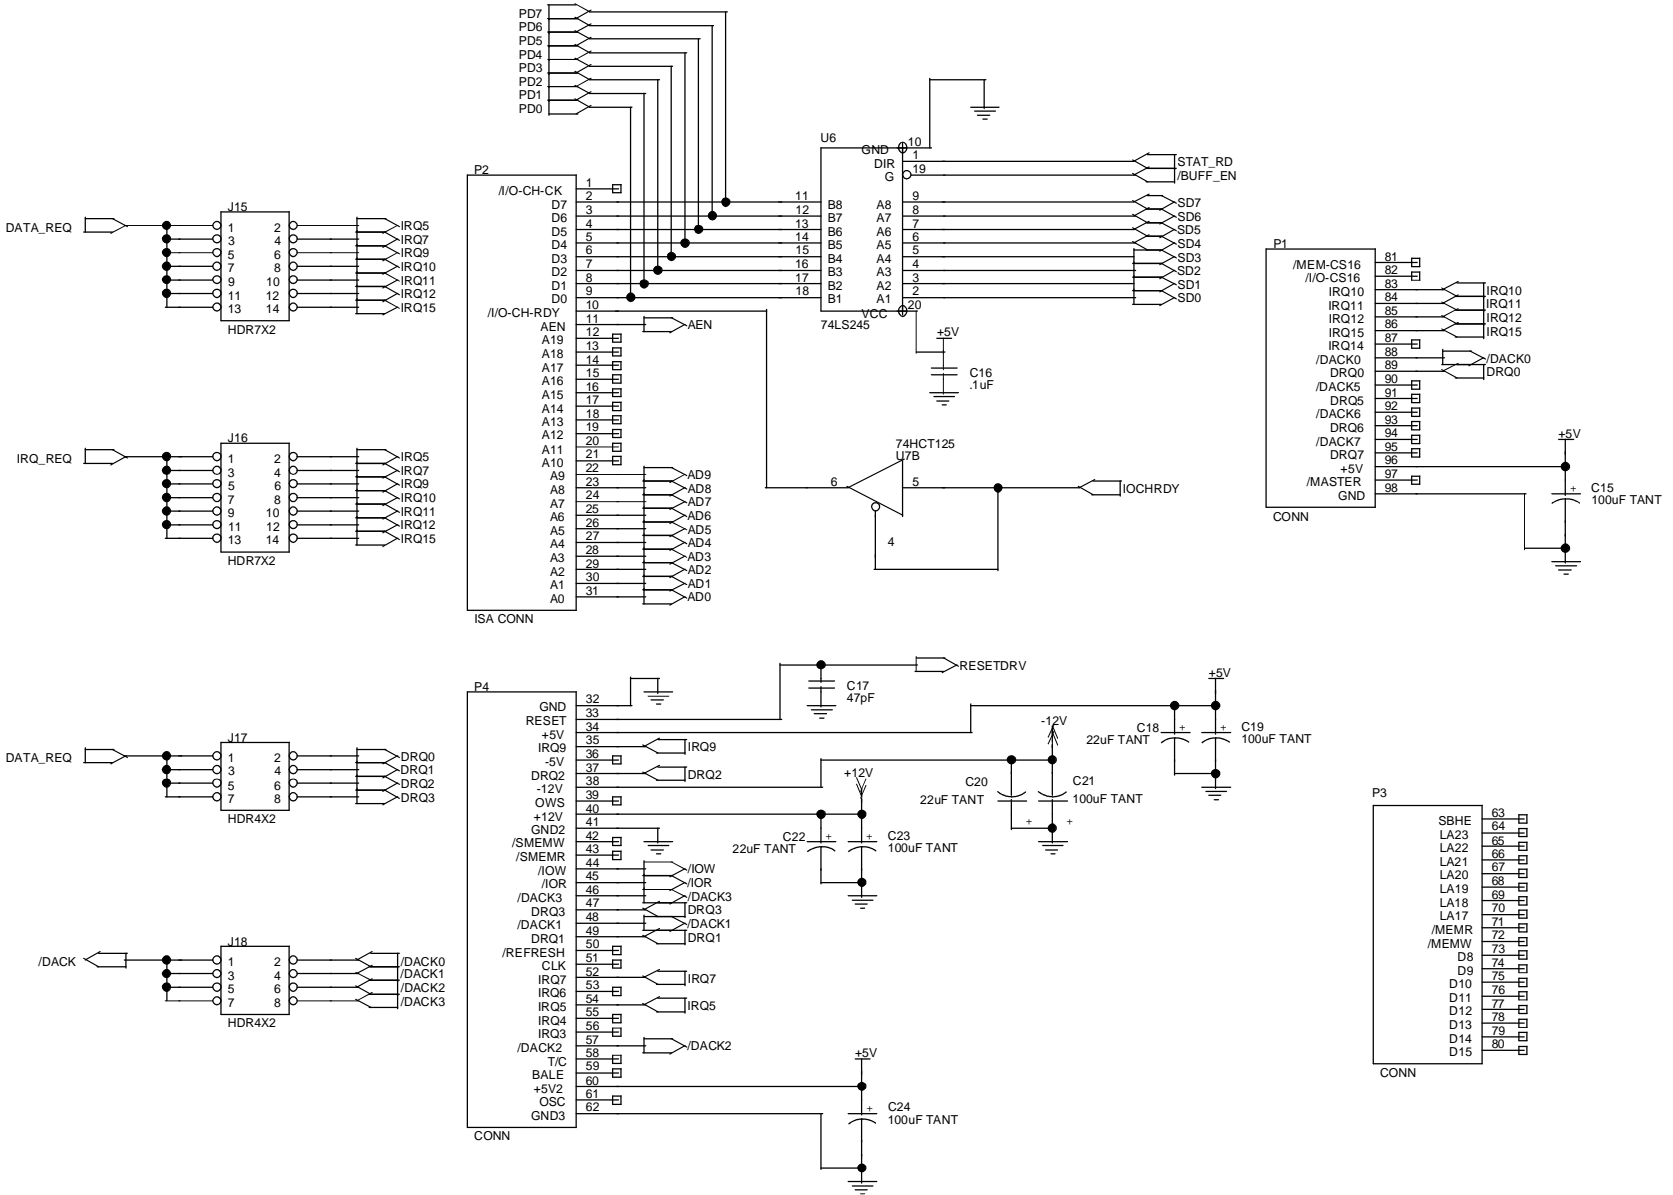 PD7
PD6
PD5
PD4
PD3
PD2
PD1
PD0
U6
GND 10
DIR 1
G 19
STAT_RD
/BUFF_EN
11 B8 A8 9 SD7
12 B7 A7 8 SD6
13 B6 A6 7 SD5
14 B5 A5 6 SD4
15 B4 A4 5 SD3
16 B3 A3 4 SD2
17 B2 A2 3 SD1
18 B1 A1 2 SD0
VCC 20
74LS245
+5V
C16
.1uF
J15
DATA_REQ
1 2 IRQ5
3 4 IRQ7
5 6 IRQ9
7 8 IRQ10
9 10 IRQ11
11 12 IRQ12
13 14 IRQ15
HDR7X2
J16
IRQ_REQ
1 2 IRQ5
3 4 IRQ7
5 6 IRQ9
7 8 IRQ10
9 10 IRQ11
11 12 IRQ12
13 14 IRQ15
HDR7X2
P2
/I/O-CH-CK 1
D7 2
D6 3
D5 4
D4 5
D3 6
D2 7
D1 8
D0 9
/I/O-CH-RDY 10
AEN 11 AEN
A19 12
A18 13
A17 14
A16 15
A15 16
A14 17
A13 18
A12 19
A11 20
A10 21
A9 22 AD9
A8 23 AD8
A7 24 AD7
A6 25 AD6
A5 26 AD5
A4 27 AD4
A3 28 AD3
A2 29 AD2
A1 30 AD1
A0 31 AD0
ISA CONN
74HCT125
U7B
6 5
4
IOCHRDY
P1
/MEM-CS16 81
/I/O-CS16 82
IRQ10 83 IRQ10
IRQ11 84 IRQ11
IRQ12 85 IRQ12
IRQ15 86 IRQ15
IRQ14 87
/DACK0 88 /DACK0
DRQ0 89 DRQ0
/DACK5 90
DRQ5 91
/DACK6 92
DRQ6 93
/DACK7 94
DRQ7 95
+5V 96
/MASTER 97
GND 98
CONN
+5V
+
C15
100uF TANT
J17
DATA_REQ
1 2 DRQ0
3 4 DRQ1
5 6 DRQ2
7 8 DRQ3
HDR4X2
J18
/DACK
1 2 /DACK0
3 4 /DACK1
5 6 /DACK2
7 8 /DACK3
HDR4X2
P4
GND 32
RESET 33
+5V 34
IRQ9 35 IRQ9
-5V 36
DRQ2 37 DRQ2
-12V 38
OWS 39
+12V 40
GND2 41
/SMEMW 42
/SMEMR 43
/IOW 44 /IOW
/IOR 45 /IOR
/DACK3 46 /DACK3
DRQ3 47 DRQ3
/DACK1 48 /DACK1
DRQ1 49 DRQ1
/REFRESH 50
CLK 51
IRQ7 52 IRQ7
IRQ6 53
IRQ5 54 IRQ5
IRQ4 55
IRQ3 56
/DACK2 57 /DACK2
T/C 58
BALE 59
+5V2 60
OSC 61
GND3 62
CONN
RESETDRV
C17
47pF
+5V
C18
22uF TANT
+
+
C19
100uF TANT
-12V
C20
22uF TANT
+
C21
100uF TANT
+
+12V
C22
22uF TANT
+
+
C23
100uF TANT
+5V
+
C24
100uF TANT
P3
SBHE 63
LA23 64
LA22 65
LA21 66
LA20 67
LA19 68
LA18 69
LA17 70
/MEMR 71
/MEMW 72
D8 73
D9 74
D10 75
D11 76
D12 77
D13 78
D14 79
D15 80
CONN